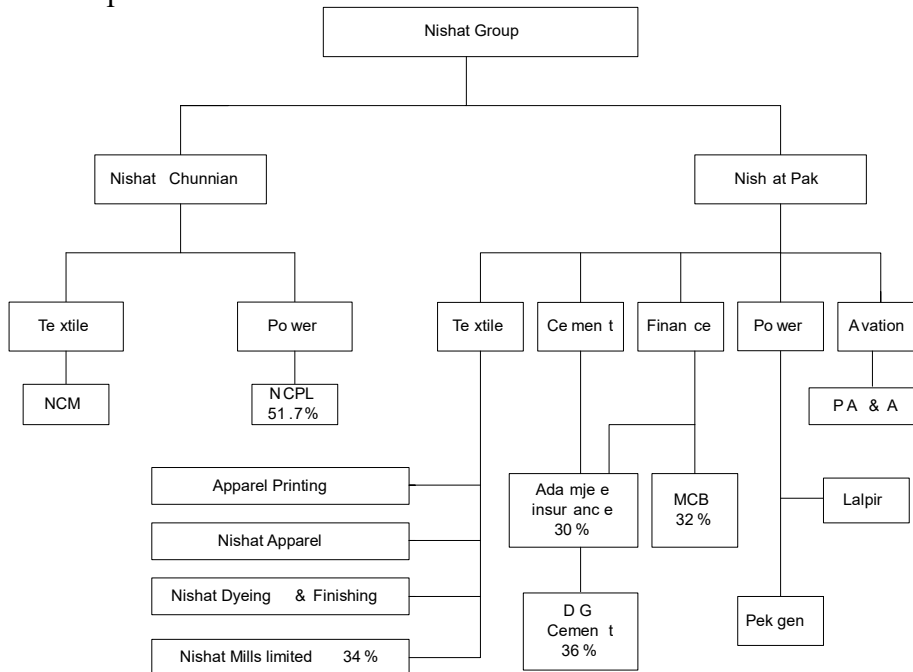 Nishat Group
Nishat Chunnian
Nish at Pak
Te xtile
Po wer
Te xtile
Ce men t
Finan ce
Po wer
A vation
NCM
N CPL
51 .7 %
P A & A
Apparel Printing
Ada mje e
insur anc e
30 %
MCB
32 %
Lalpir
Nishat Apparel
Nishat Dyeing & Finishing
D G
Cemen t
36 %
Pek gen
Nishat Mills limited 34 %